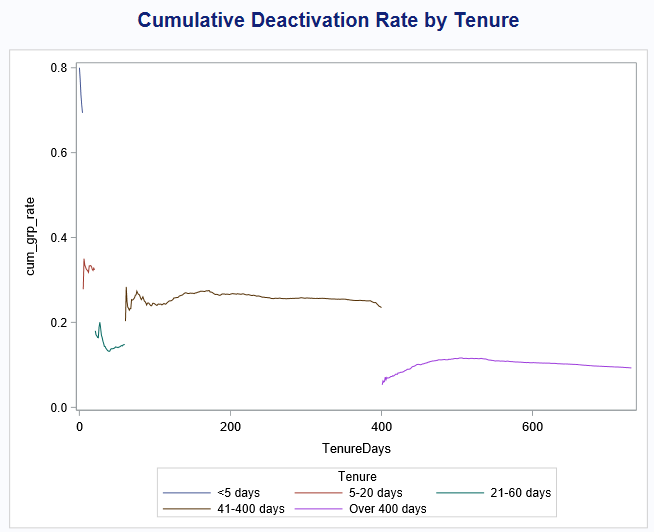 Cumulative Deactivation Rate by Tenure
0.8
0.6
0.4
0.2
0.0
cum_grp_rate
0 200 400 600
TenureDays
Tenure
<5 days 5-20 days 21-60 days
41-400 days Over 400 days